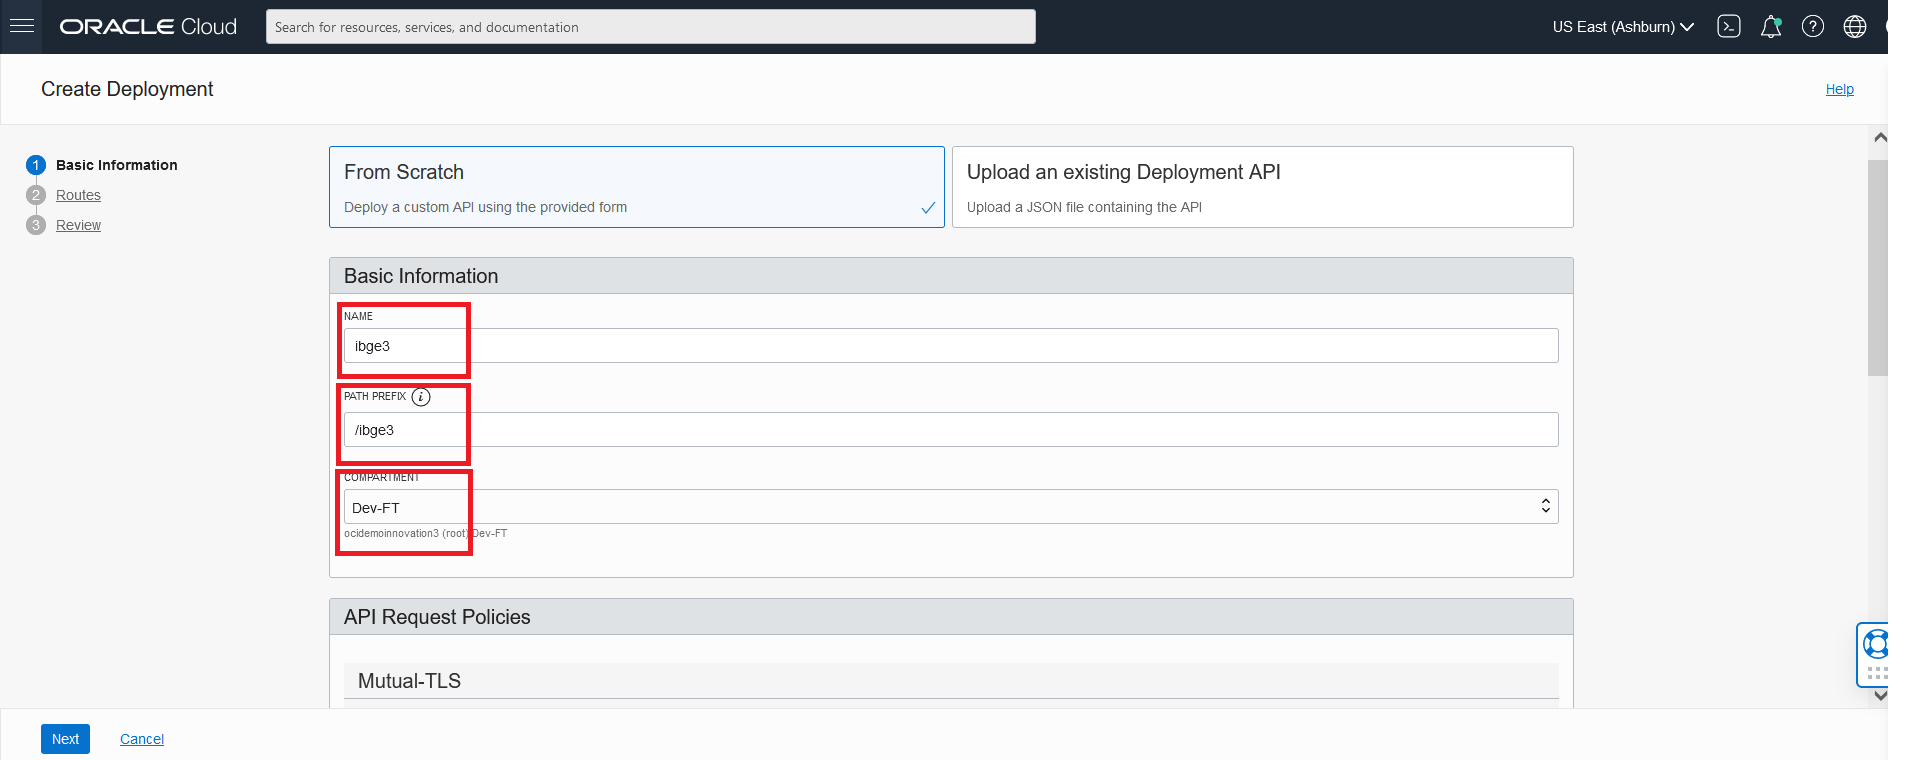 ORACLE Cloud
Search for resources, services, and documentation
US East (Ashburn)
Create Deployment
Help
1 Basic Information
2 Routes
3 Review
From Scratch
Deploy a custom API using the provided form
Upload an existing Deployment API
Upload a JSON file containing the API
Basic Information
NAME
ibge3
PATH PREFIX i
/ibge3
COMPARTMENT
Dev-FT
ocidemoinnovation3 (root) Dev-FT
API Request Policies
Mutual-TLS
Next
Cancel